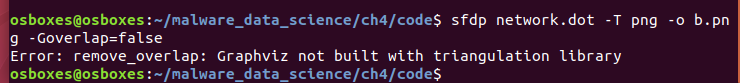 osboxes@osboxes:~/malware_data_science/ch4/code$ sfdp network.dot -T png -o b.pn
g -Goverlap=false
Error: remove_overlap: Graphviz not built with triangulation library
osboxes@osboxes:~/malware_data_science/ch4/code$